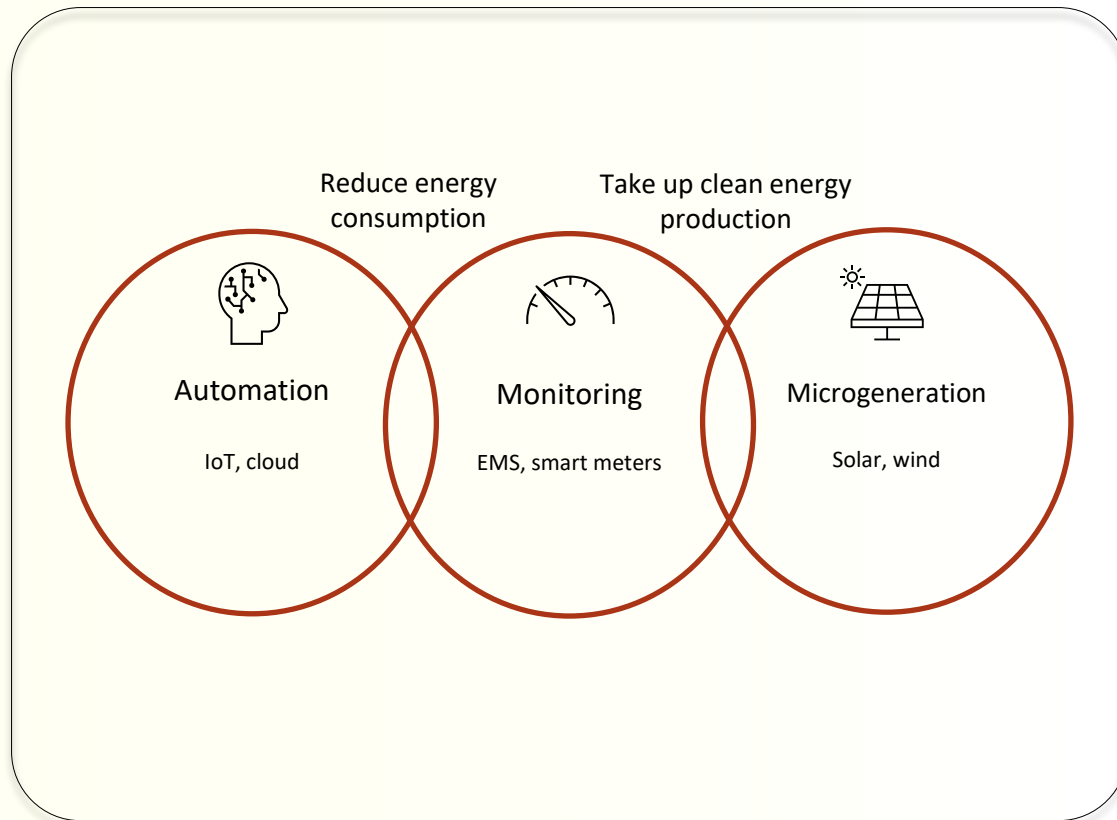 Reduce energy
consumption
Take up clean energy
production
Automation
IoT, cloud
Monitoring
EMS, smart meters
Microgeneration
Solar, wind